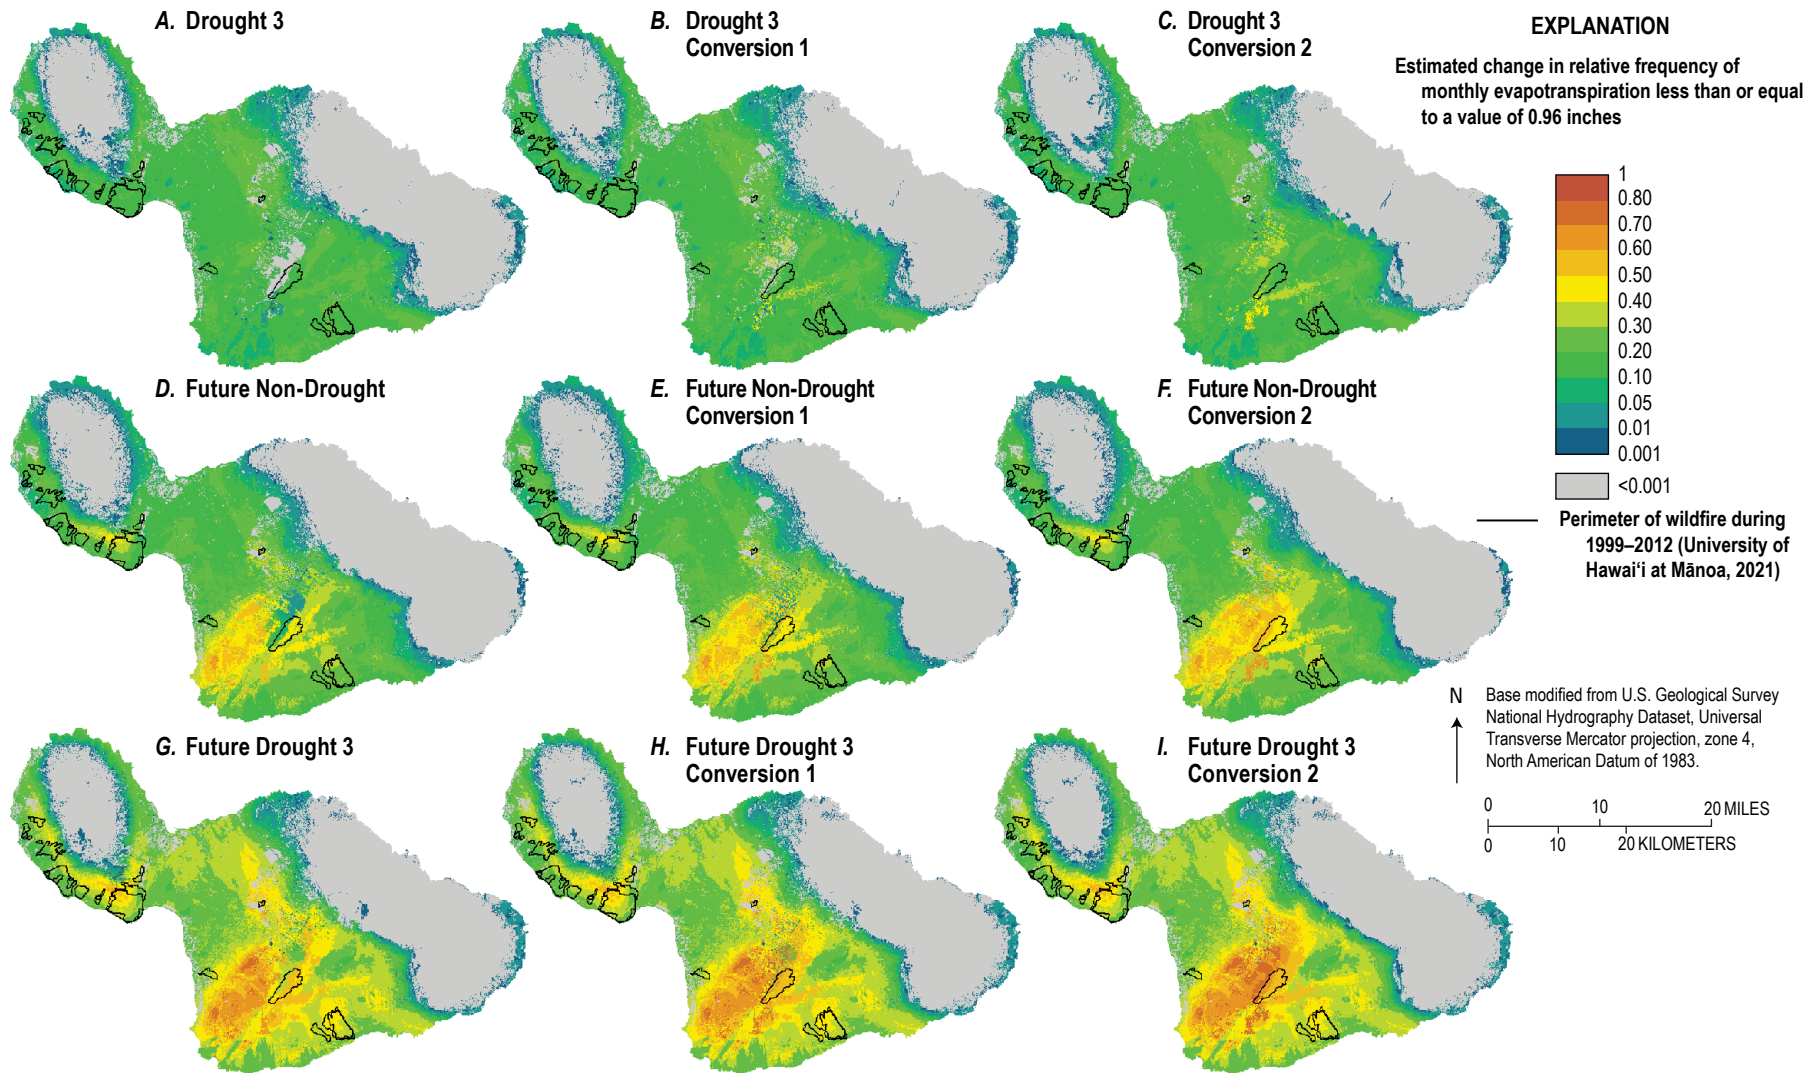 A. Drought 3
B. Drought 3
Conversion 1
C. Drought 3
Conversion 2
D. Future Non-Drought
E. Future Non-Drought
Conversion 1
F. Future Non-Drought
Conversion 2
G. Future Drought 3
H. Future Drought 3
Conversion 1
I. Future Drought 3
Conversion 2
EXPLANATION
Estimated change in relative frequency of
monthly evapotranspiration less than or equal
to a value of 0.96 inches
1
0.80
0.70
0.60
0.50
0.40
0.30
0.20
0.10
0.05
0.01
0.001
<0.001
Perimeter of wildfire during
1999–2012 (University of
Hawaiʻi at Mānoa, 2021)
N
Base modified from U.S. Geological Survey
National Hydrography Dataset, Universal
Transverse Mercator projection, zone 4,
North American Datum of 1983.
0 10 20 MILES
0 10 20 KILOMETERS